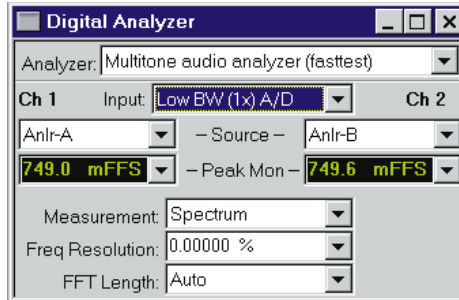 Digital Analyzer
Analyzer: Multitone audio analyzer (fasttest)
Ch 1 Input: Low BW (1x) A/D Ch 2
Anlr-A – Source – Anlr-B
749.0 mFFS – Peak Mon – 749.6 mFFS
Measurement: Spectrum
Freq Resolution: 0.00000 %
FFT Length: Auto